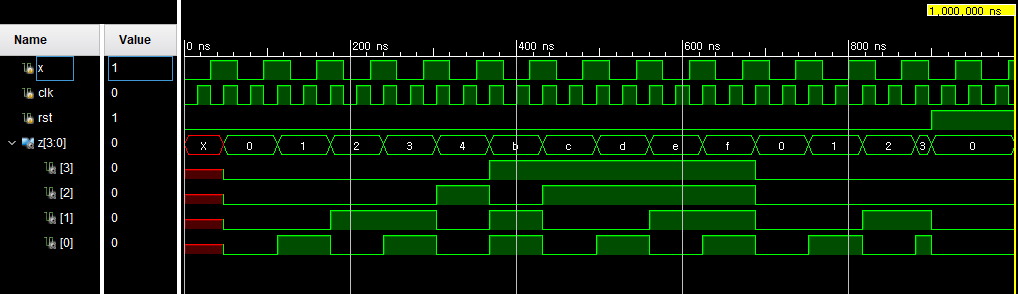 1,000,000 ns
Name Value
0 ns 200 ns 400 ns 600 ns 800 ns
x 1
clk 0
rst 1
z[3:0] 0 X 0 1 2 3 4 b c d e f 0 1 2 3 0
[3] 0
[2] 0
[1] 0
[0] 0